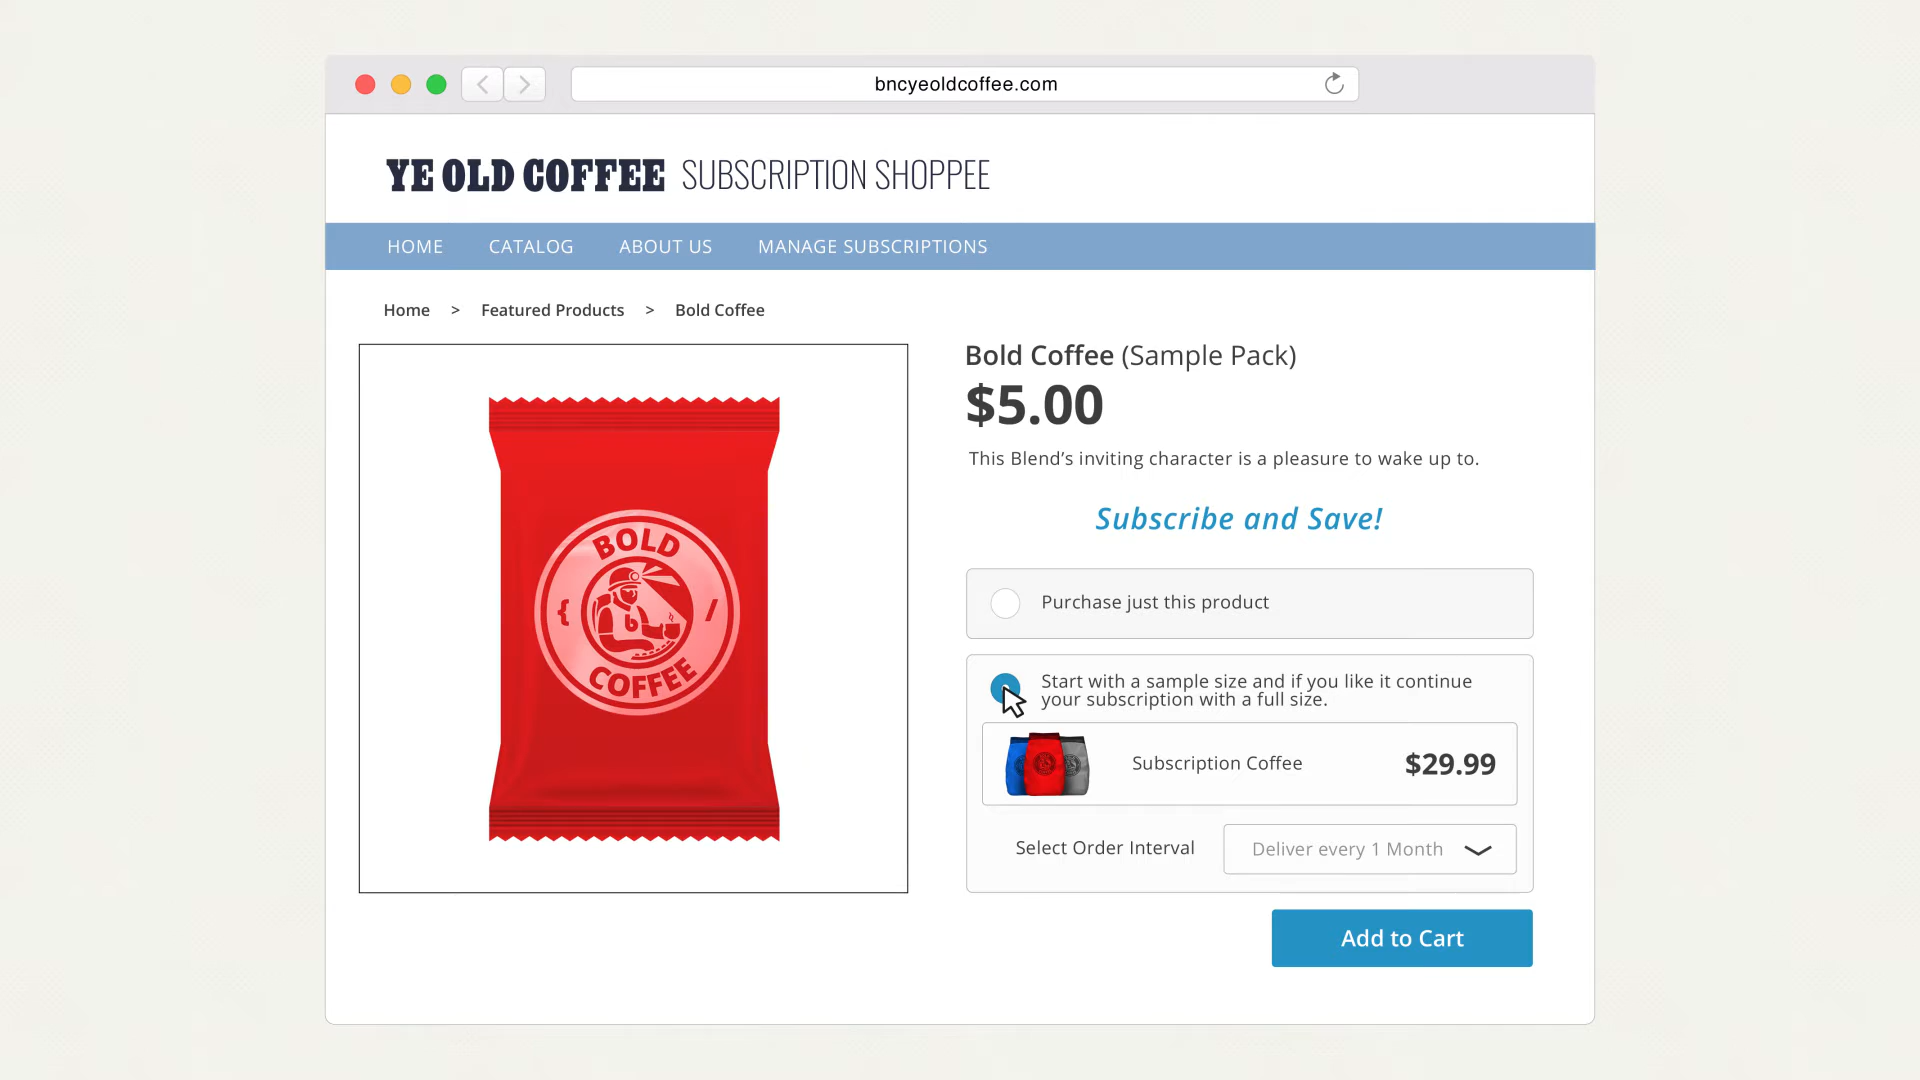 bncyeoldcoffee.com
YE OLD COFFEE SUBSCRIPTION SHOPPEE
HOME CATALOG ABOUT US MANAGE SUBSCRIPTIONS
Home > Featured Products > Bold Coffee
BOLD
{ b /
COFFEE
Bold Coffee (Sample Pack)
$5.00
This Blend’s inviting character is a pleasure to wake up to.
Subscribe and Save!
Purchase just this product
Start with a sample size and if you like it continue
your subscription with a full size.
Subscription Coffee $29.99
Select Order Interval Deliver every 1 Month
Add to Cart